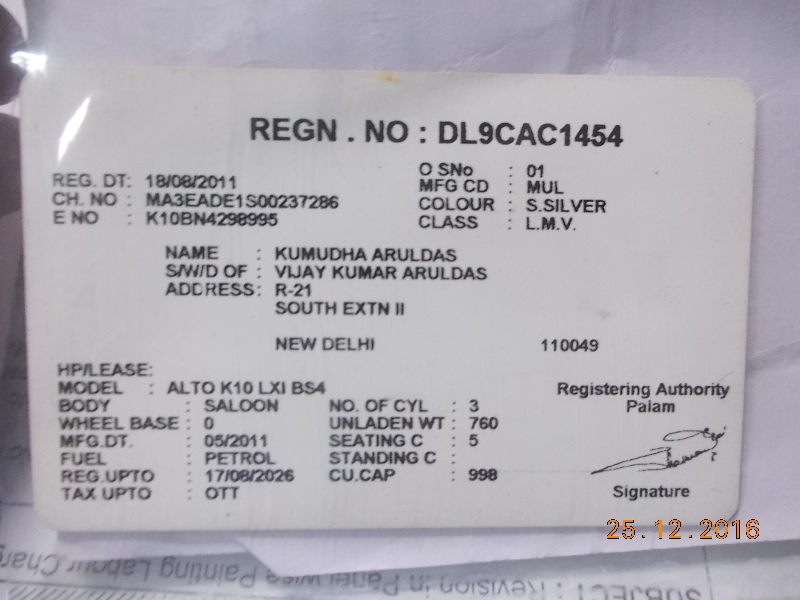 REGN . NO : DL9CAC1454
REG. DT: 18/08/2011 O SNo : 01
CH. NO : MA3EADE1S00237286 MFG CD : MUL
E NO : K10BN4298995 COLOUR : S.SILVER
CLASS : L.M.V.
NAME : KUMUDHA ARULDAS
S/W/D OF : VIJAY KUMAR ARULDAS
ADDRESS: R-21
SOUTH EXTN II
NEW DELHI 110049
HP/LEASE:
MODEL : ALTO K10 LXI BS4 Registering Authority
BODY : SALOON NO. OF CYL : 3 Palam
WHEEL BASE : 0 UNLADEN WT : 760
MFG.DT. : 05/2011 SEATING C : 5
FUEL : PETROL STANDING C :
REG.UPTO : 17/08/2026 CU.CAP : 998
TAX UPTO : OTT Signature
25.12.2016
SUBJECT : Revision in Panelwise Painting Labour Charg